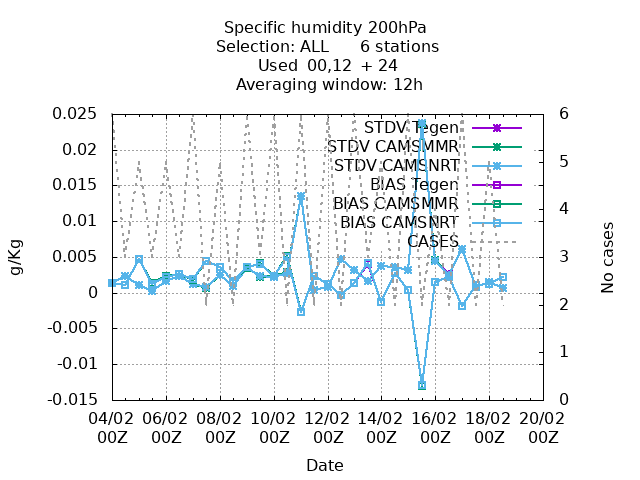 Specific humidity 200hPa
Selection: ALL 6 stations
Used 00,12 + 24
Averaging window: 12h
0.025
0.02
0.015
0.01
0.005
0
-0.005
-0.01
-0.015
g/Kg
STDV Tegen
STDV CAMSMMR
STDV CAMSNRT
BIAS Tegen
BIAS CAMSMMR
BIAS CAMSNRT
CASES
6
5
4
3
2
1
0
No cases
04/02 06/02 08/02 10/02 12/02 14/02 16/02 18/02 20/02
00Z 00Z 00Z 00Z 00Z 00Z 00Z 00Z 00Z
Date